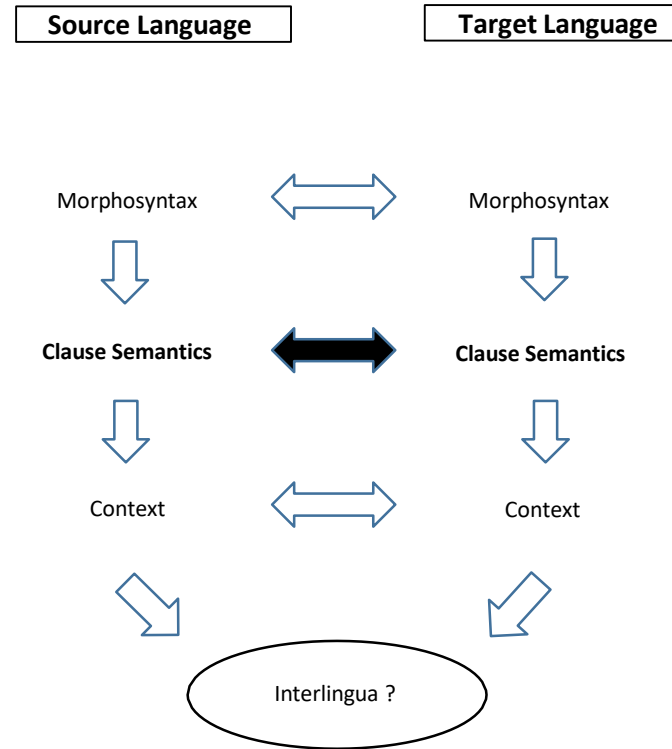 Source Language
Target Language
Morphosyntax
Morphosyntax
Clause Semantics
Clause Semantics
Context
Context
Interlingua ?